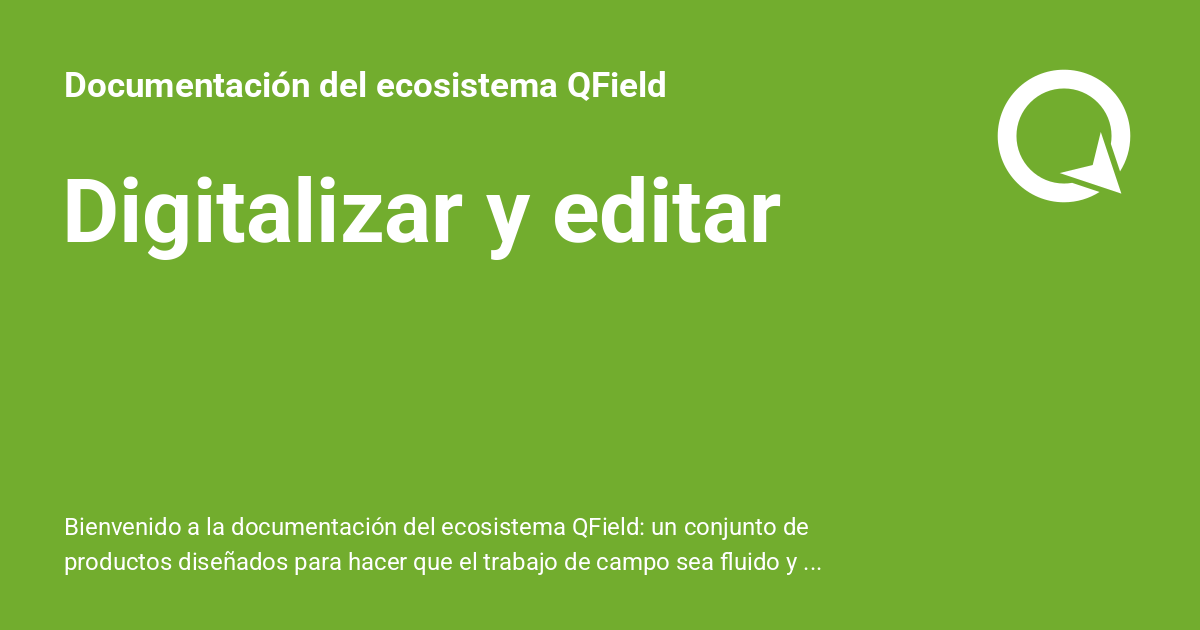 Documentación del ecosistema QField
Digitalizar y editar
Bienvenido a la documentación del ecosistema QField: un conjunto de
productos diseñados para hacer que el trabajo de campo sea fluido y ...